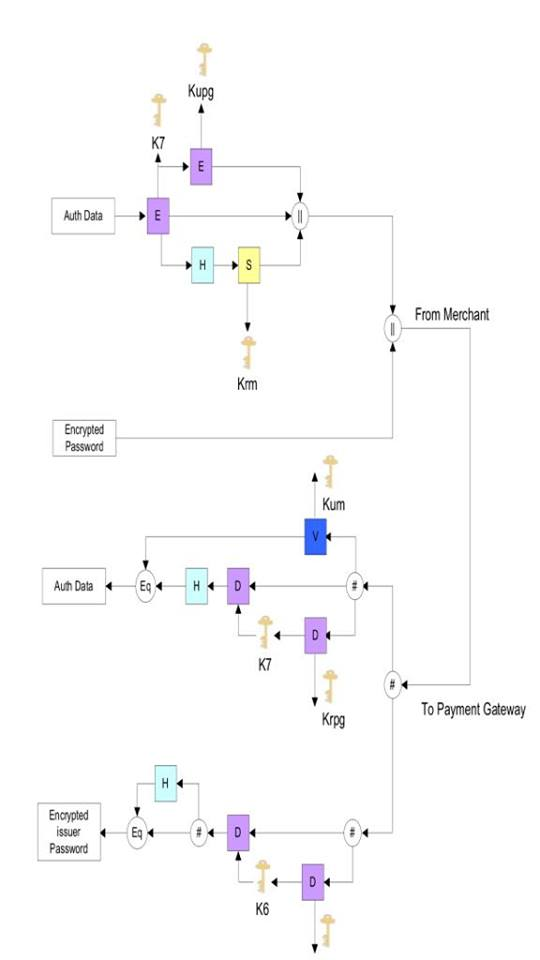 Kupg
K7
E
Auth Data
E
||
H
S
From Merchant
||
Krm
Encrypted
Password
Kum
V
Auth Data
Eq
H
D
#
D
K7
Krpg
#
To Payment Gateway
H
Encrypted
issuer
Password
Eq
#
D
#
D
K6